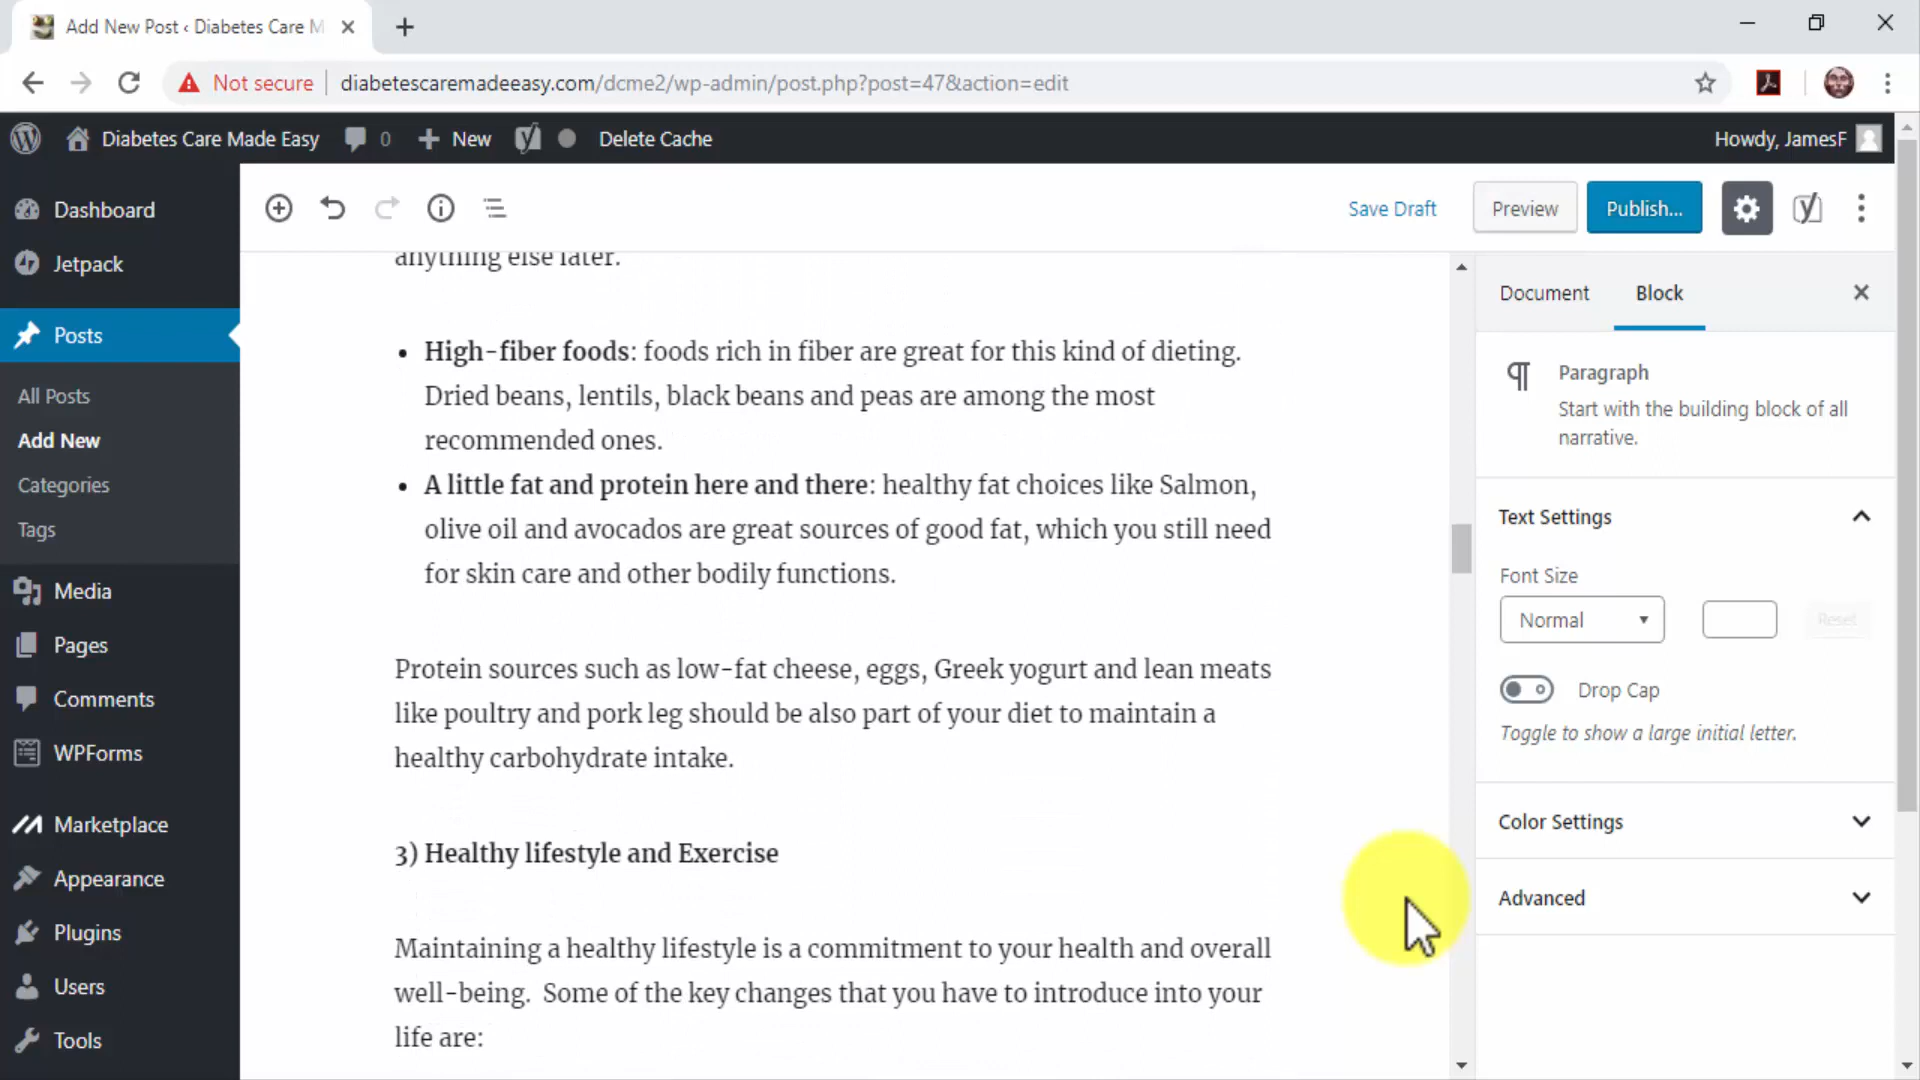 Add New Post ‹ Diabetes Care M
Not secure
diabetescaremadeeasy.com/dcme2/wp-admin/post.php?post=47&action=edit
Diabetes Care Made Easy
0
New
Delete Cache
Howdy, JamesF
Dashboard
Jetpack
Posts
All Posts
Add New
Categories
Tags
Media
Pages
Comments
WPForms
Marketplace
Appearance
Plugins
Users
Tools
Save Draft
Preview
Publish...
anything else later.
• High-fiber foods: foods rich in fiber are great for this kind of dieting.
Dried beans, lentils, black beans and peas are among the most
recommended ones.
• A little fat and protein here and there: healthy fat choices like Salmon,
olive oil and avocados are great sources of good fat, which you still need
for skin care and other bodily functions.
Protein sources such as low-fat cheese, eggs, Greek yogurt and lean meats
like poultry and pork leg should be also part of your diet to maintain a
healthy carbohydrate intake.
3) Healthy lifestyle and Exercise
Maintaining a healthy lifestyle is a commitment to your health and overall
well-being.  Some of the key changes that you have to introduce into your
life are:
Document
Block
Paragraph
Start with the building block of all
narrative.
Text Settings
Font Size
Normal
Reset
Drop Cap
Toggle to show a large initial letter.
Color Settings
Advanced